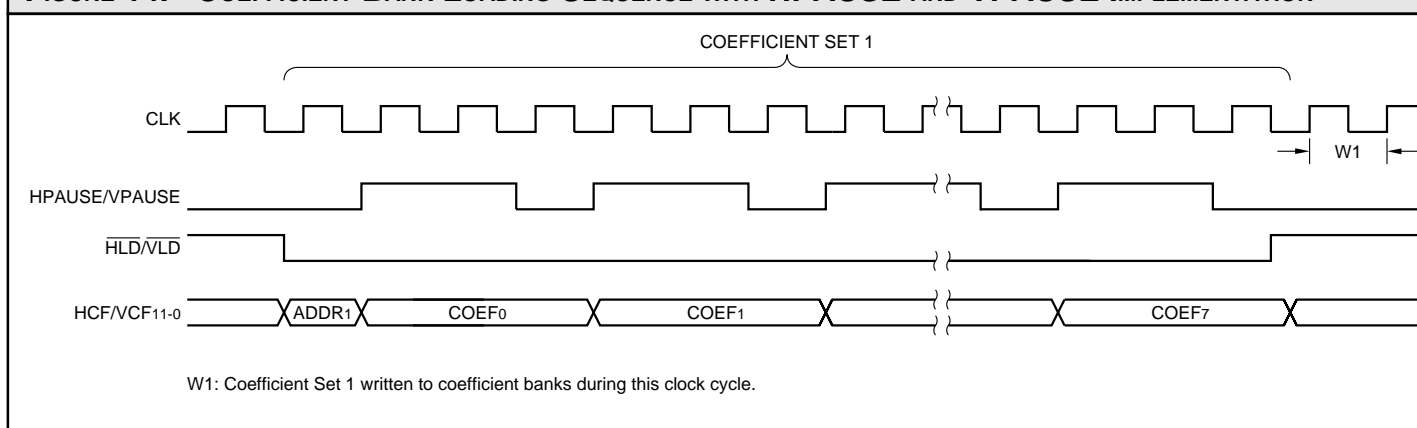 COEFFICIENT SET 1
CLK
W1
HPAUSE/VPAUSE
HLD/VLD
HCF/VCF11-0
ADDR1
COEF0
COEF1
COEF7
W1: Coefficient Set 1 written to coefficient banks during this clock cycle.